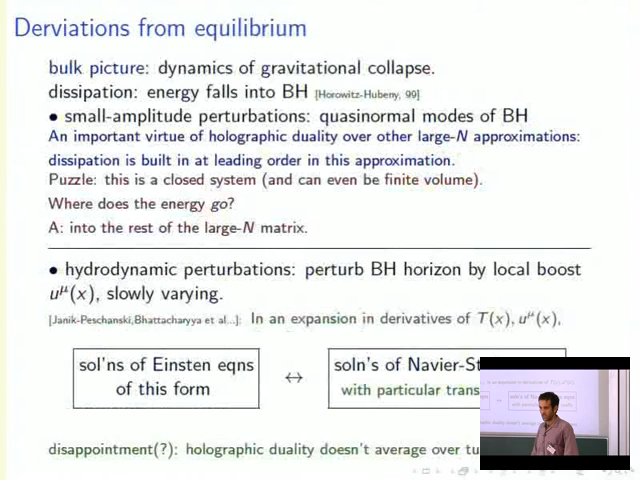 Derviations from equilibrium
bulk picture: dynamics of gravitational collapse.
dissipation: energy falls into BH [Horowitz-Hubeny, 99]
• small-amplitude perturbations: quasinormal modes of BH
An important virtue of holographic duality over other large-N approximations:
dissipation is built in at leading order in this approximation.
Puzzle: this is a closed system (and can even be finite volume).
Where does the energy go?
A: into the rest of the large-N matrix.
• hydrodynamic perturbations: perturb BH horizon by local boost
u^μ(x), slowly varying.
[Janik-Peschanski,Bhattacharyya et al...]: In an expansion in derivatives of T(x), u^μ(x),
sol'ns of Einsten eqns
of this form
↔
soln's of Navier-St
with particular trans
disappointment(?): holographic duality doesn't average over tu